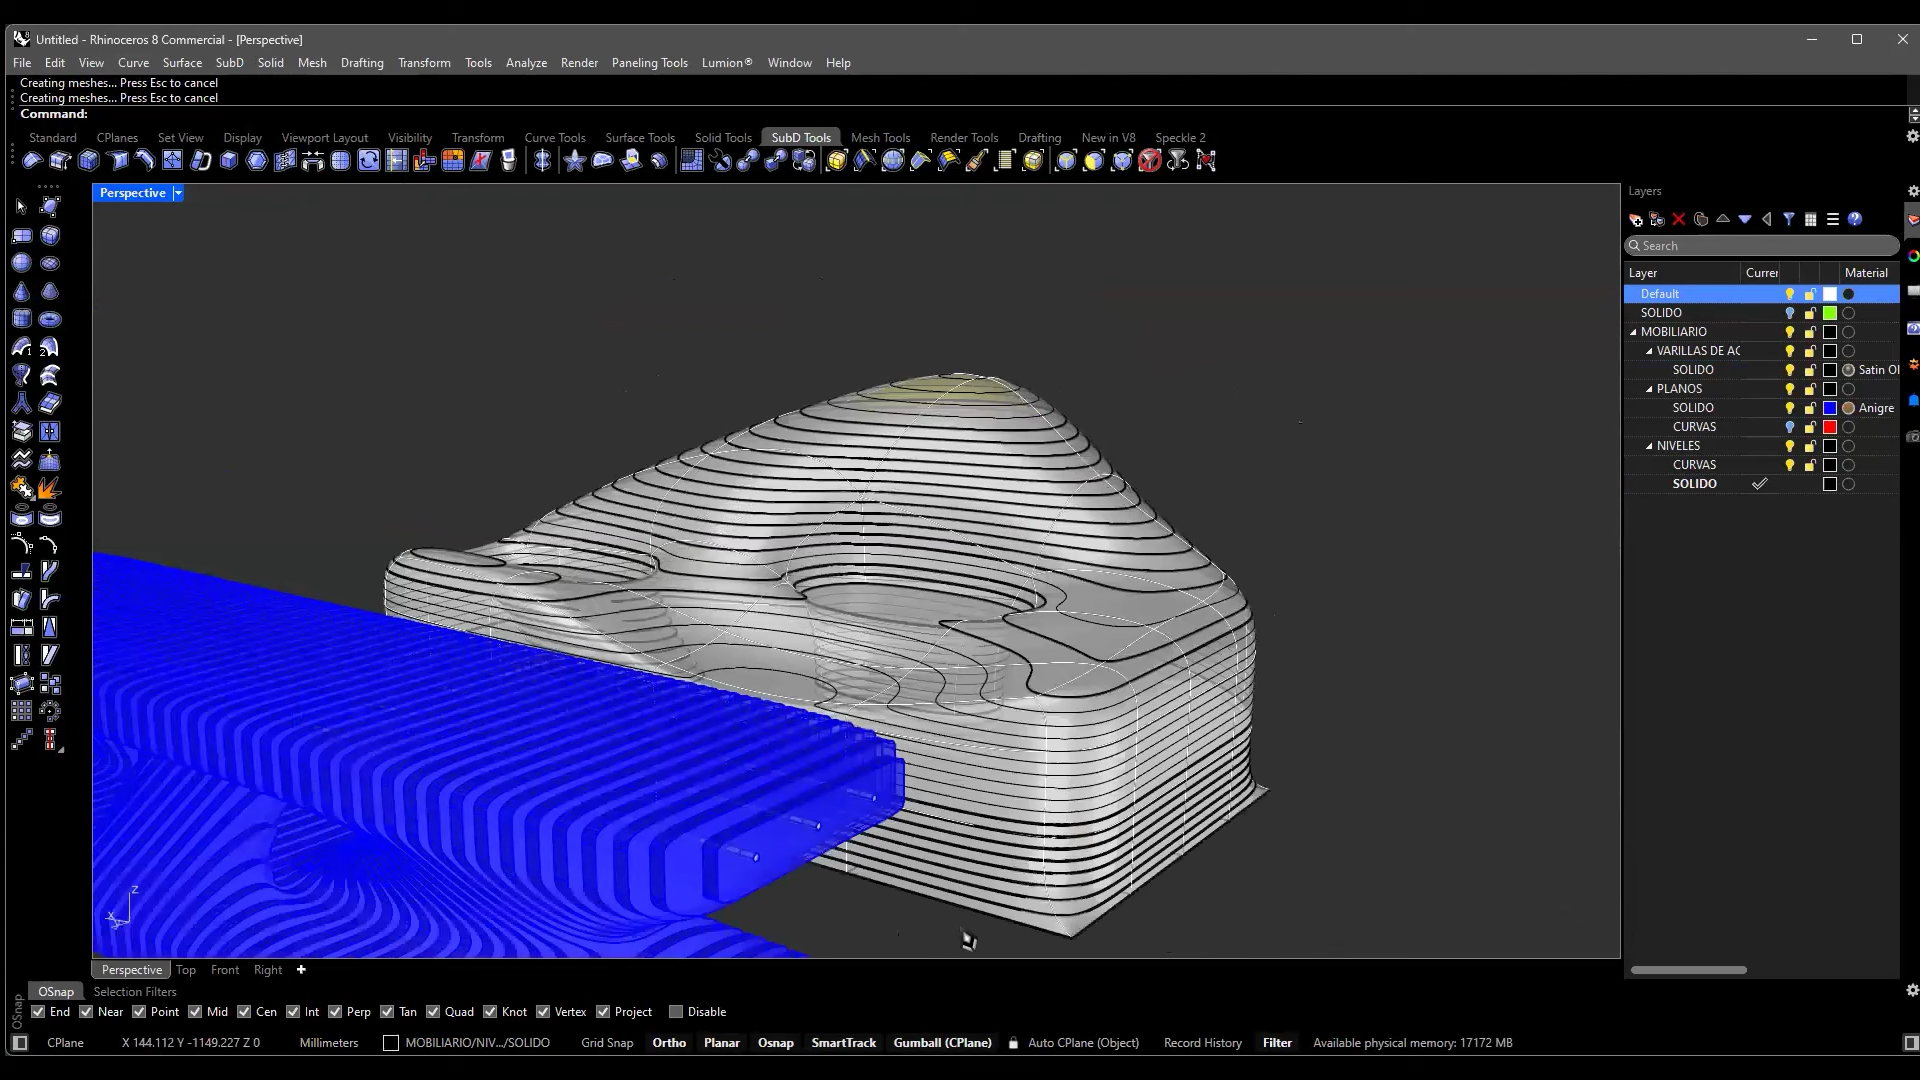 Untitled - Rhinoceros 8 Commercial - [Perspective]
File Edit View Curve Surface SubD Solid Mesh Drafting Transform Tools Analyze Render Paneling Tools Lumion® Window Help
Creating meshes... Press Esc to cancel
Creating meshes... Press Esc to cancel
Command:
Standard CPlanes Set View Display Viewport Layout Visibility Transform Curve Tools Surface Tools Solid Tools SubD Tools Mesh Tools Render Tools Drafting New in V8 Speckle 2
Perspective
Layers
Search
Layer Currer Material
Default
SOLIDO
MOBILIARIO
VARILLAS DE AC
SOLIDO Satin Ol
PLANOS
SOLIDO Anigre
CURVAS
NIVELES
CURVAS
SOLIDO
z
x
y
Perspective Top Front Right
OSnap Selection Filters
OSnap
End Near Point Mid Cen Int Perp Tan Quad Knot Vertex Project Disable
CPlane X 144.112 Y -1149.227 Z 0 Millimeters MOBILIARIO/NIV.../SOLIDO Grid Snap Ortho Planar Osnap SmartTrack Gumball (CPlane) Auto CPlane (Object) Record History Filter Available physical memory: 17172 MB